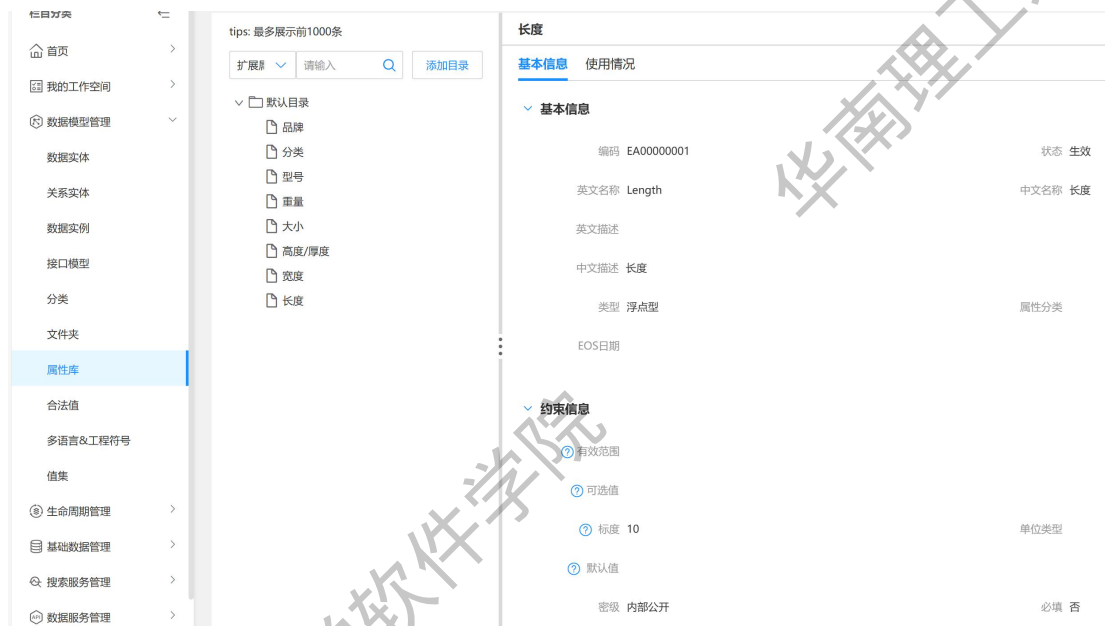 栏目分类
首页
我的工作空间
数据模型管理
数据实体
关系实体
数据实例
接口模型
分类
文件夹
属性库
合法值
多语言&工程符号
值集
生命周期管理
基础数据管理
搜索服务管理
API 数据服务管理
tips: 最多展示前1000条
扩展
请输入
添加目录
默认目录
品牌
分类
型号
重量
大小
高度/厚度
宽度
长度
长度
基本信息 使用情况
基本信息
编码 EA00000001 状态 生效
英文名称 Length 中文名称 长度
英文描述
中文描述 长度
类型 浮点型 属性分类
EOS日期
约束信息
? 有效范围
? 可选值
? 标度 10 单位类型
? 默认值
密级 内部公开 必填 否
华南理工
软件学院